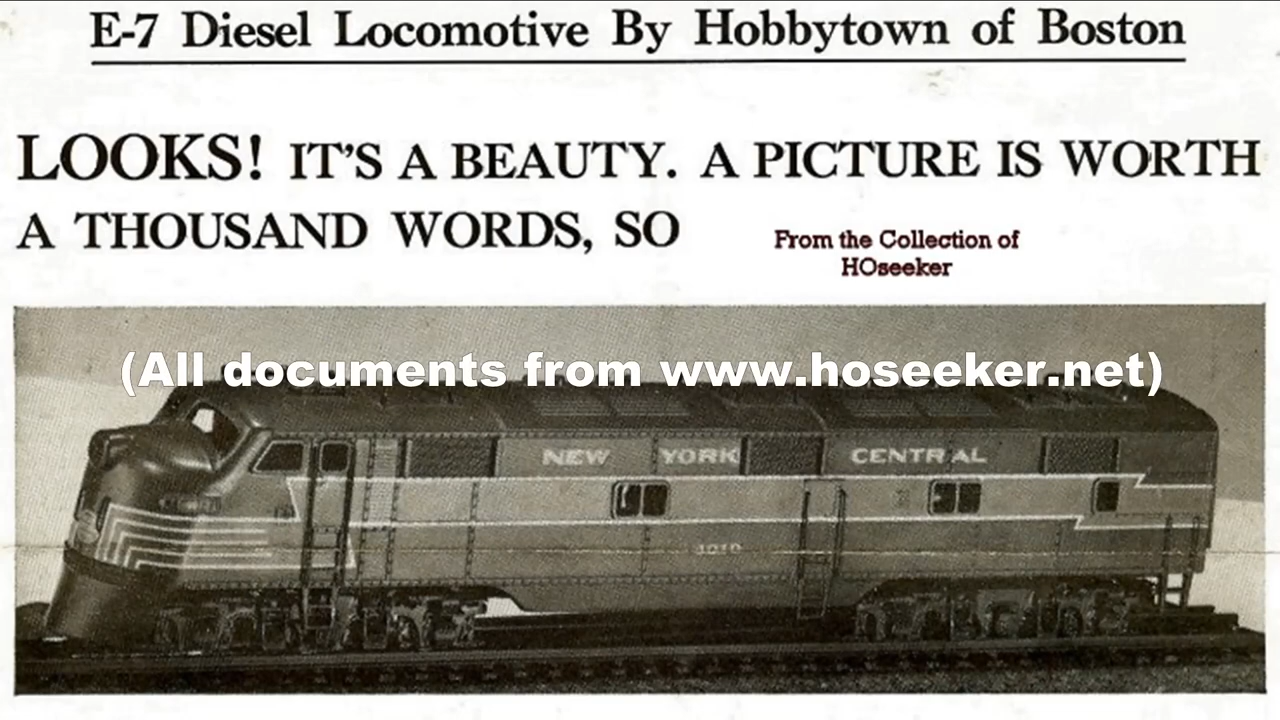 E-7 Diesel Locomotive By Hobbytown of Boston
LOOKS! IT'S A BEAUTY. A PICTURE IS WORTH
A THOUSAND WORDS, SO
From the Collection of
HOseeker
(All documents from www.hoseeker.net)
NEW YORK CENTRAL